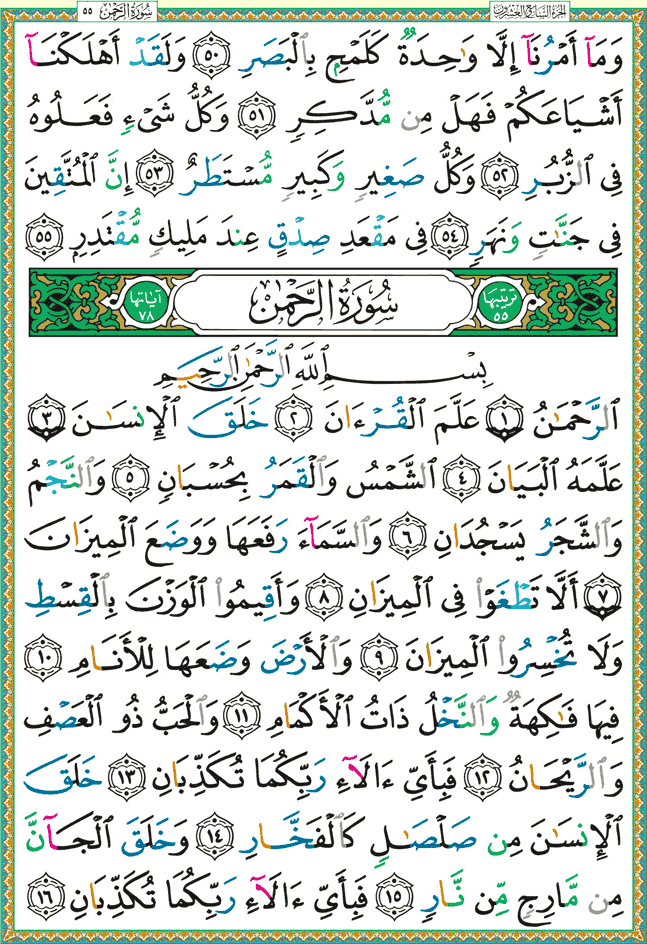 ٥٥ سُورَةُ الرَّحْمٰن الجُزْءُ السَّابِعُ وَالعِشْرُون
وَمَآ أَمْرُنَآ إِلَّا وَٰحِدَةٌ كَلَمْحٍۭ بِٱلْبَصَرِ ٥٠ وَلَقَدْ أَهْلَكْنَآ
أَشْيَاعَكُمْ فَهَلْ مِن مُّدَّكِرٍ ٥١ وَكُلُّ شَىْءٍ فَعَلُوهُ
فِى ٱلزُّبُرِ ٥٢ وَكُلُّ صَغِيرٍ وَكَبِيرٍ مُّسْتَطَرٌ ٥٣ إِنَّ ٱلْمُتَّقِينَ
فِى جَنَّٰتٍ وَنَهَرٍ ٥٤ فِى مَقْعَدِ صِدْقٍ عِندَ مَلِيكٍ مُّقْتَدِرٍۭ ٥٥
ترتيبها ٥٥ سُورَةُ الرَّحْمٰن آياتها ٧٨
بِسْمِ ٱللَّهِ ٱلرَّحْمَٰنِ ٱلرَّحِيمِ
ٱلرَّحْمَٰنُ ١ عَلَّمَ ٱلْقُرْءَانَ ٢ خَلَقَ ٱلْإِنسَٰنَ ٣
عَلَّمَهُ ٱلْبَيَانَ ٤ ٱلشَّمْسُ وَٱلْقَمَرُ بِحُسْبَانٍ ٥ وَٱلنَّجْمُ
وَٱلشَّجَرُ يَسْجُدَانِ ٦ وَٱلسَّمَآءَ رَفَعَهَا وَوَضَعَ ٱلْمِيزَانَ
٧ أَلَّا تَطْغَوْا۟ فِى ٱلْمِيزَانِ ٨ وَأَقِيمُوا۟ ٱلْوَزْنَ بِٱلْقِسْطِ
وَلَا تُخْسِرُوا۟ ٱلْمِيزَانَ ٩ وَٱلْأَرْضَ وَضَعَهَا لِلْأَنَامِ ١٠
فِيهَا فَٰكِهَةٌ وَٱلنَّخْلُ ذَاتُ ٱلْأَكْمَامِ ١١ وَٱلْحَبُّ ذُو ٱلْعَصْفِ
وَٱلرَّيْحَانُ ١٢ فَبِأَىِّ ءَالَآءِ رَبِّكُمَا تُكَذِّبَانِ ١٣ خَلَقَ
ٱلْإِنسَٰنَ مِن صَلْصَٰلٍ كَٱلْفَخَّارِ ١٤ وَخَلَقَ ٱلْجَآنَّ
مِن مَّارِجٍ مِّن نَّارٍ ١٥ فَبِأَىِّ ءَالَآءِ رَبِّكُمَا تُكَذِّبَانِ ١٦